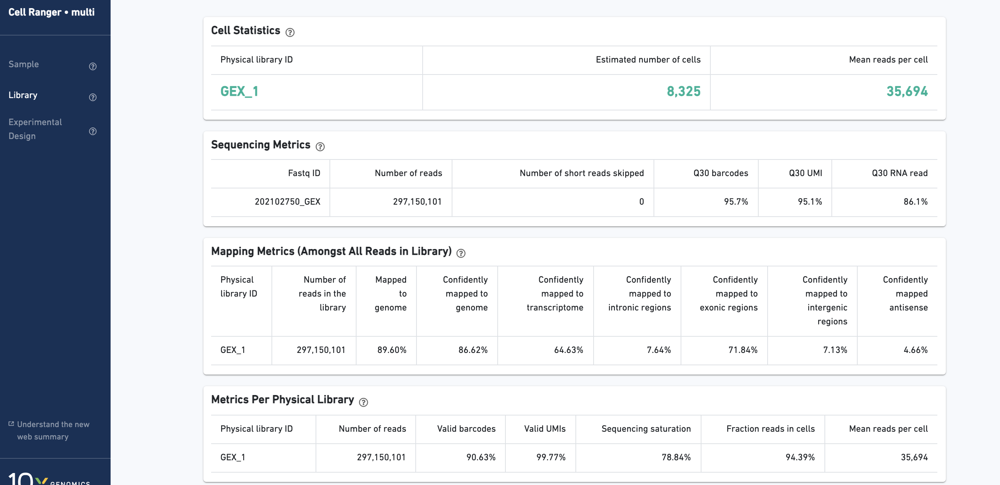 Cell Ranger • multi
Sample
Library
Experimental
Design
Understand the new
web summary
10x GENOMICS
Cell Statistics
Physical library ID Estimated number of cells Mean reads per cell
GEX_1 8,325 35,694
Sequencing Metrics
Fastq ID Number of reads Number of short reads skipped Q30 barcodes Q30 UMI Q30 RNA read
202102750_GEX 297,150,101 0 95.7% 95.1% 86.1%
Mapping Metrics (Amongst All Reads in Library)
Physical Number of Mapped Confidently Confidently Confidently Confidently Confidently Confidently
library ID reads in the to mapped to mapped to mapped to mapped to mapped to mapped
library genome genome transcriptome intronic regions exonic regions intergenic antisense
regions
GEX_1 297,150,101 89.60% 86.62% 64.63% 7.64% 71.84% 7.13% 4.66%
Metrics Per Physical Library
Physical library ID Number of reads Valid barcodes Valid UMIs Sequencing saturation Fraction reads in cells Mean reads per cell
GEX_1 297,150,101 90.63% 99.77% 78.84% 94.39% 35,694